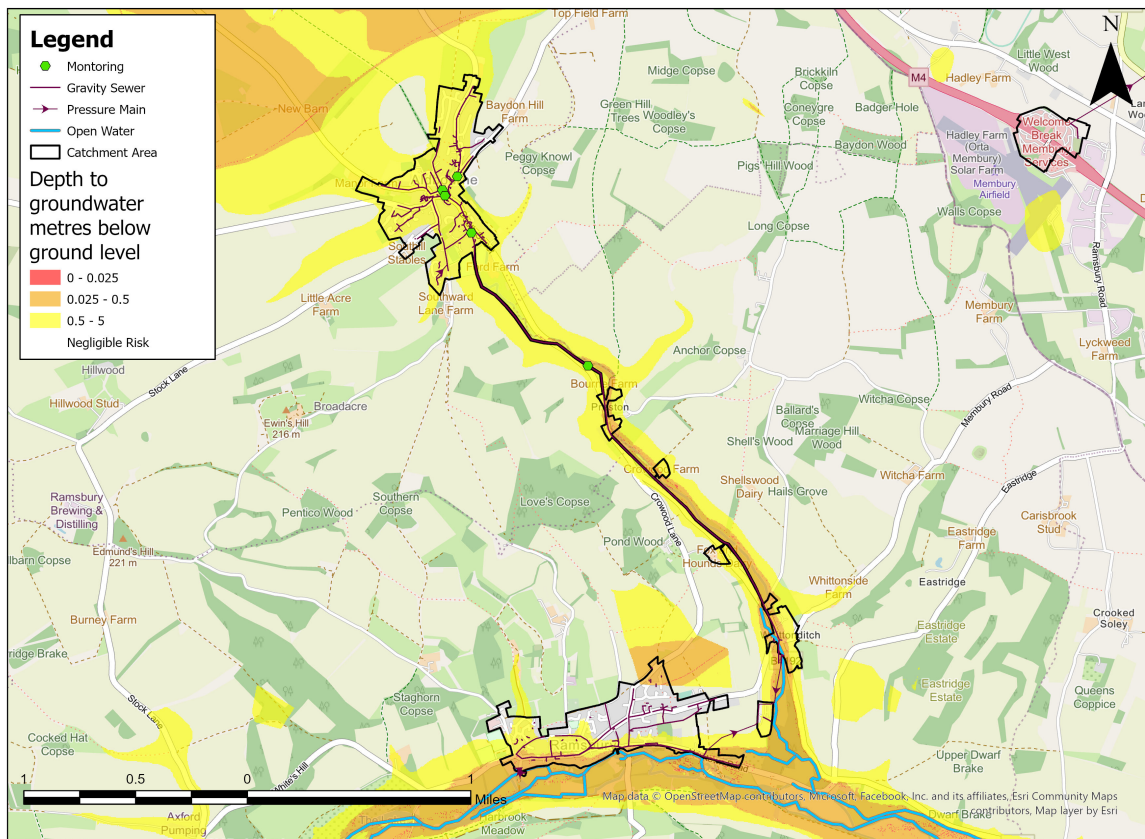 Legend
Montoring
Gravity Sewer
Pressure Main
Open Water
Catchment Area
Depth to
groundwater
metres below
ground level
0 - 0.025
0.025 - 0.5
0.5 - 5
Negligible Risk
N
Top Field Farm
Little West
Wood
Hadley Farm
M4
Midge Copse
Brickkiln
Copse
Badger Hole
New Barn
Baydon Hill
Farm
Green Hill
Trees
Woodley's
Copse
Coneygre
Copse
Baydon Wood
Welcome
Break
Membury
Services
Hadley Farm
(Orta
Membury)
Solar Farm
Membury
Airfield
Peggy Knowl
Copse
Pigs' Hill Wood
Walls Copse
Long Copse
Ramsbury Road
Southill
Stables
Ford Farm
Little Acre
Farm
Southward
Lane Farm
Membury
Farm
Lyckweed
Farm
Anchor Copse
Stock Lane
Hillwood
Hillwood Stud
Bourne Farm
Preston
Broadacre
Ewin's Hill
216 m
Witcha Copse
Membury Road
Ballard's
Copse
Marriage Hill
Wood
Shell's Wood
Crowood Farm
Witcha Farm
Shellswood
Dairy
Hails Grove
Eastridge
Ramsbury
Brewing &
Distilling
Southern
Copse
Pentico Wood
Love's Copse
Crowood Lane
Carisbrook
Stud
Edmund's Hill
221 m
Pond Wood
Eastridge
Farm
Whittonside
Farm
Eastridge
Burney Farm
Crooked
Soley
Eastridge
Estate
Stock Lane
Staghorn
Copse
Eastridge
Estate
Queens
Coppice
Cocked Hat
Copse
Upper Dwarf
Brake
White's Hill
1
0.5
0
1
Miles
Map data © OpenStreetMap contributors, Microsoft, Facebook, Inc. and its affiliates, Esri Community Maps
contributors, Map layer by Esri
Axford
Pumping
Harbrook
Meadow
Dwarf Brake